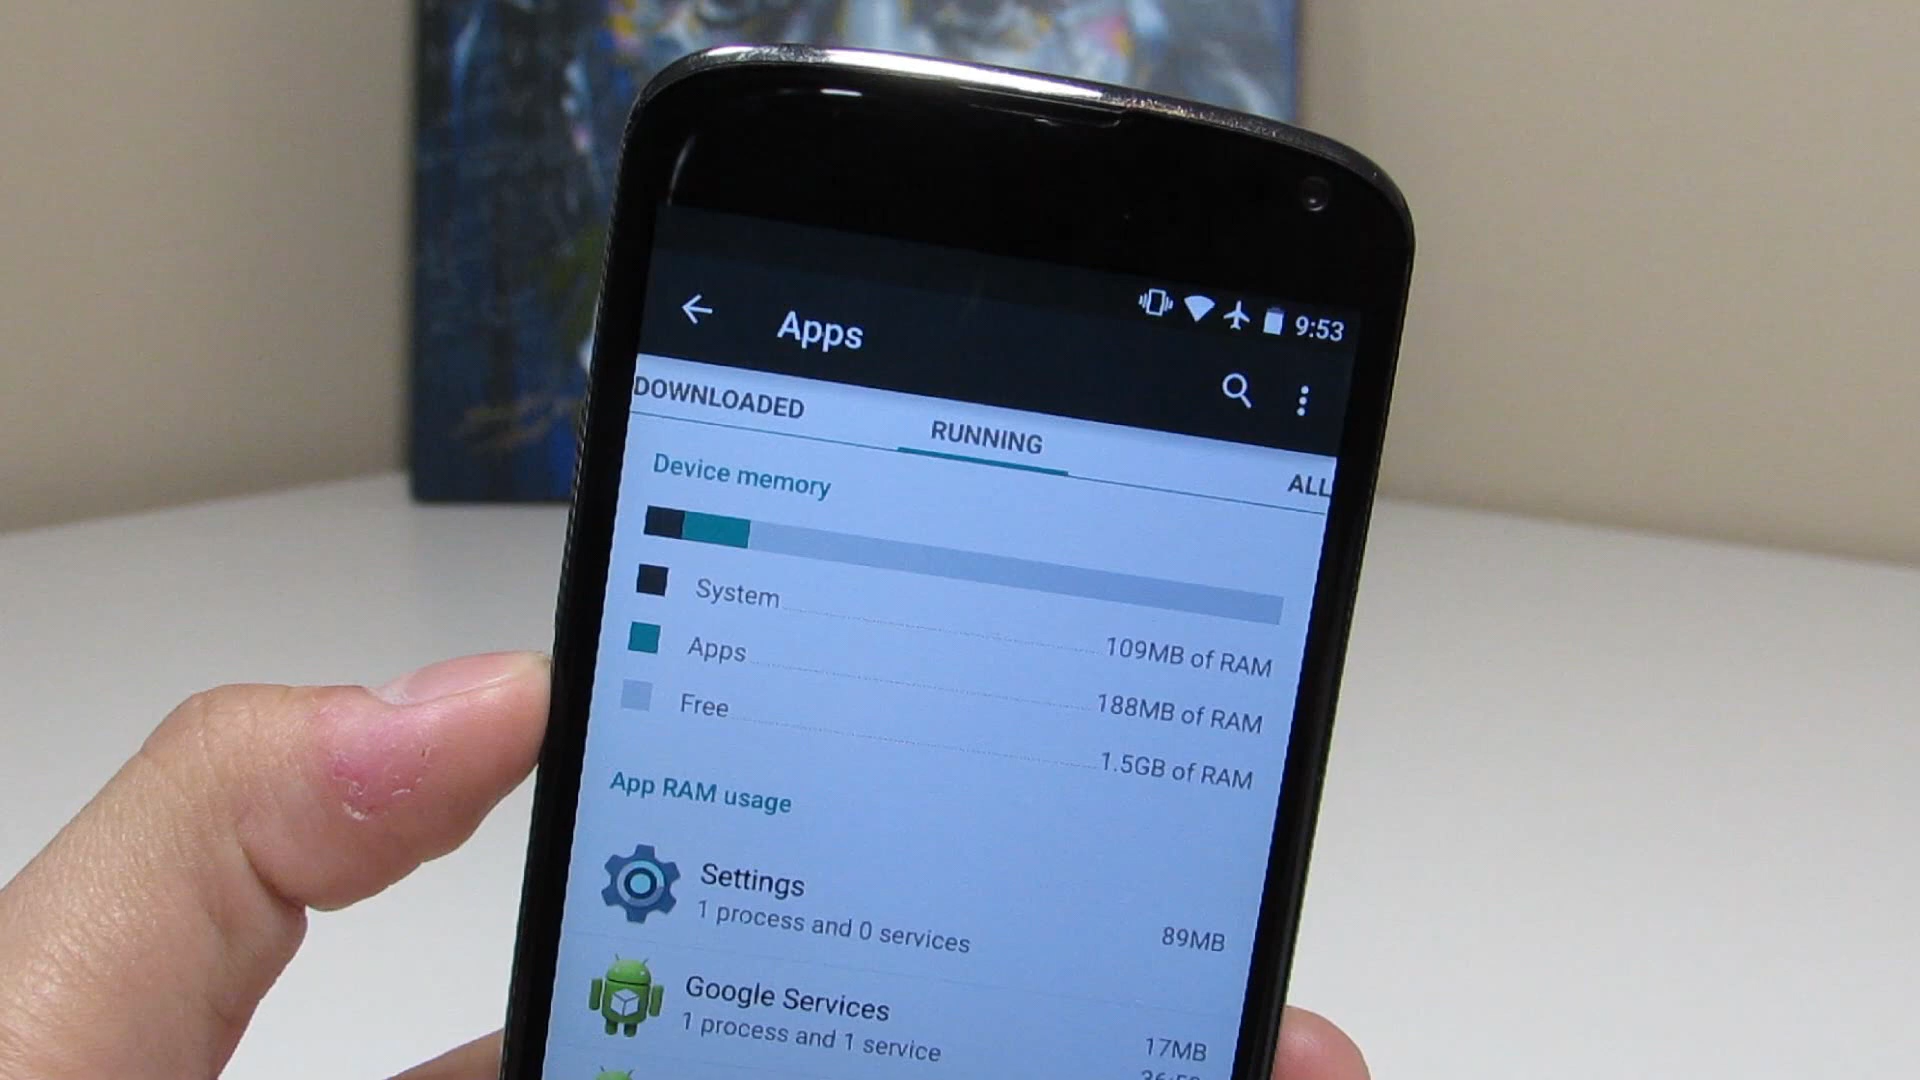 9:53
Apps
DOWNLOADED
RUNNING
ALL
Device memory
System 109MB of RAM
Apps 188MB of RAM
Free 1.5GB of RAM
App RAM usage
Settings
1 process and 0 services 89MB
Google Services
1 process and 1 service 17MB